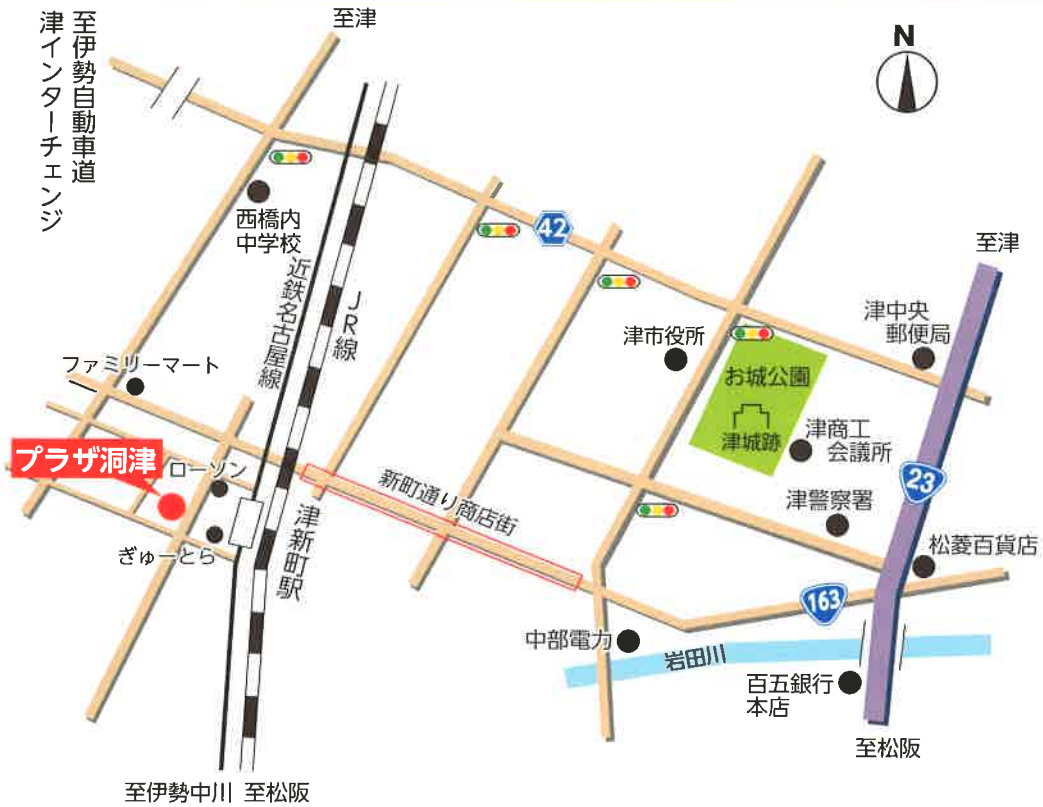 至津
至伊勢自動車道
津インターチェンジ
N
西橋内
中学校
42
至津
近鉄名古屋線
JR線
津市役所
津中央
郵便局
ファミリーマート
お城公園
津城跡
津商工
会議所
プラザ洞津
ローソン
新町通り商店街
23
津警察署
ぎゅーとら
津新町駅
松菱百貨店
163
中部電力
岩田川
百五銀行
本店
至松阪
至伊勢中川
至松阪